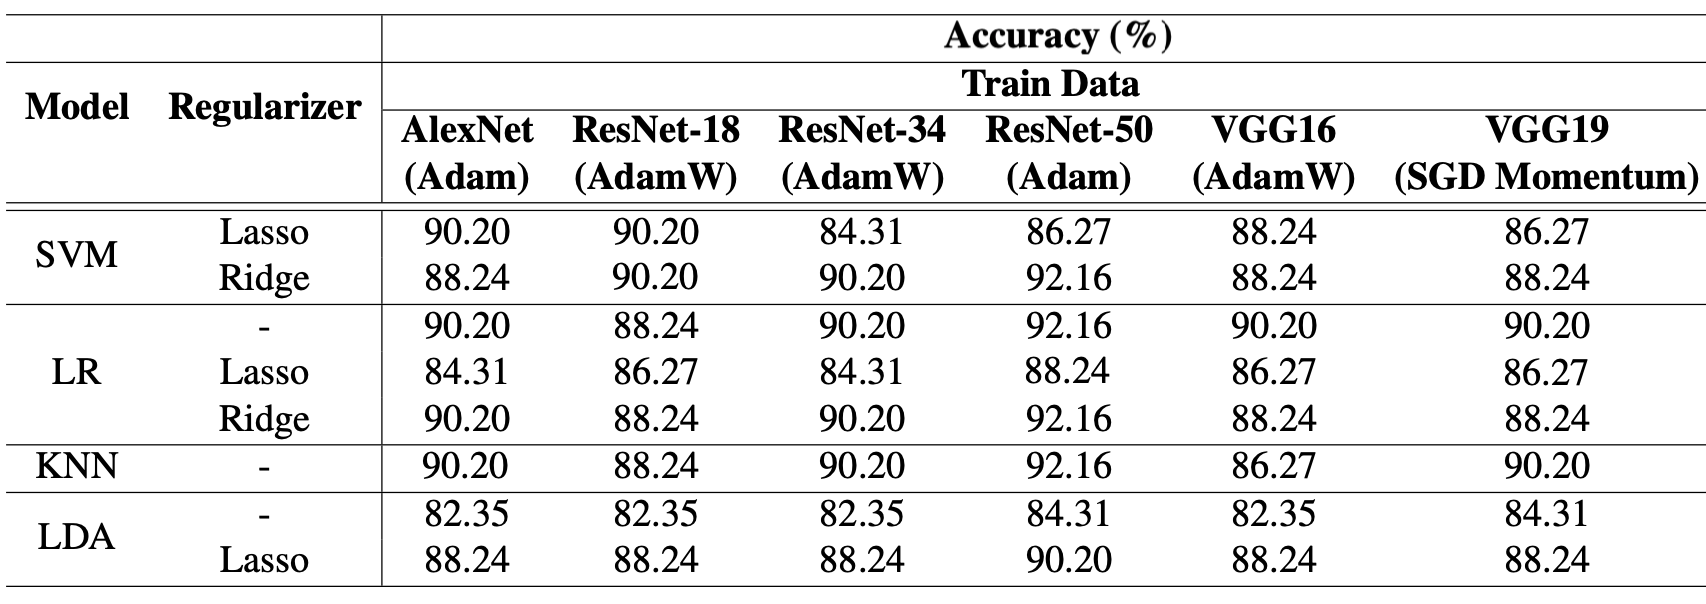 Accuracy (%)
Train Data
Model Regularizer
AlexNet ResNet-18 ResNet-34 ResNet-50 VGG16 VGG19
(Adam) (AdamW) (AdamW) (Adam) (AdamW) (SGD Momentum)
SVM
Lasso 90.20 90.20 84.31 86.27 88.24 86.27
Ridge 88.24 90.20 90.20 92.16 88.24 88.24
- 90.20 88.24 90.20 92.16 90.20 90.20
LR Lasso 84.31 86.27 84.31 88.24 86.27 86.27
Ridge 90.20 88.24 90.20 92.16 88.24 88.24
KNN - 90.20 88.24 90.20 92.16 86.27 90.20
LDA
- 82.35 82.35 82.35 84.31 82.35 84.31
Lasso 88.24 88.24 88.24 90.20 88.24 88.24